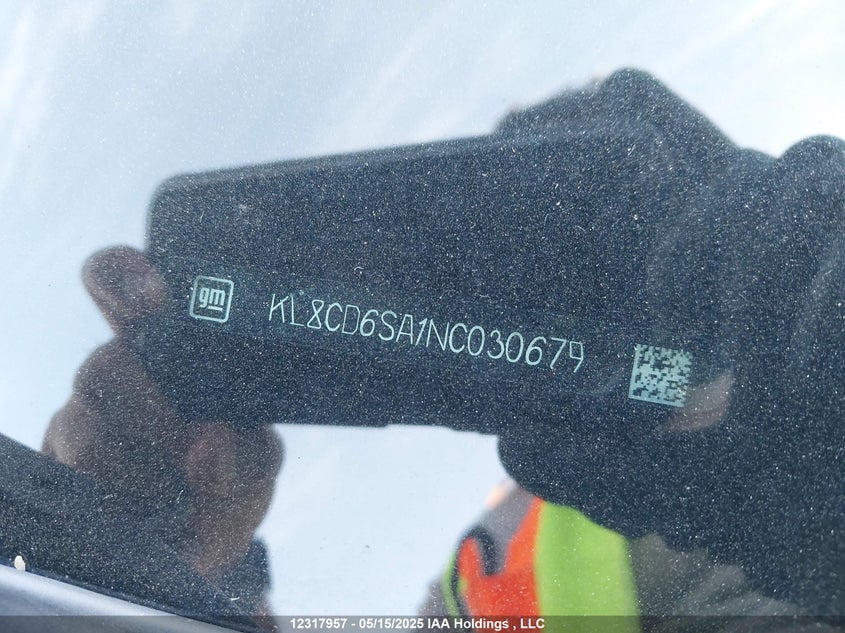 gm
KL8CD6SA1NC030679
12317957 - 05/15/2025 IAA Holdings , LLC